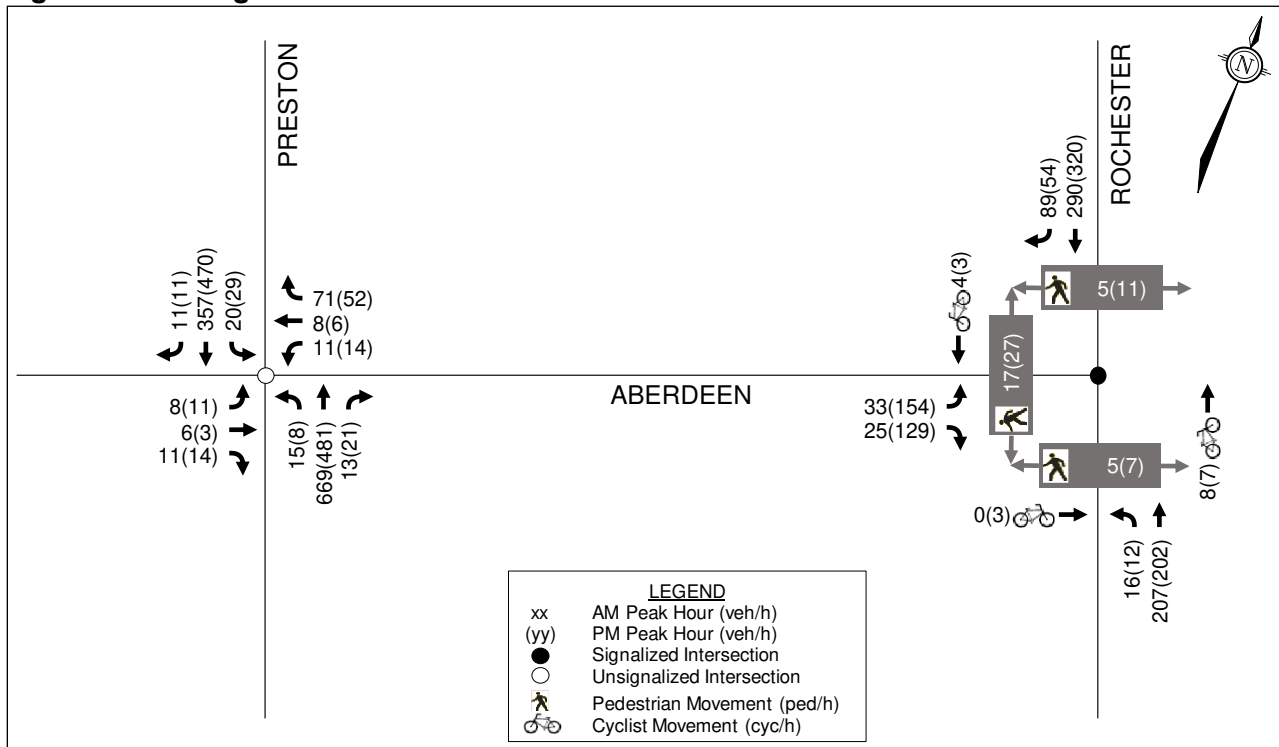 PRESTON
ROCHESTER
N
89(54)
290(320)
11(11)
357(470)
20(29)
71(52)
8(6)
11(14)
4(3)
5(11)
17(27)
ABERDEEN
8(11)
6(3)
11(14)
15(8)
669(481)
13(21)
33(154)
25(129)
5(7)
8(7)
0(3)
16(12)
207(202)
LEGEND
xx AM Peak Hour (veh/h)
(yy) PM Peak Hour (veh/h)
Signalized Intersection
Unsignalized Intersection
Pedestrian Movement (ped/h)
Cyclist Movement (cyc/h)